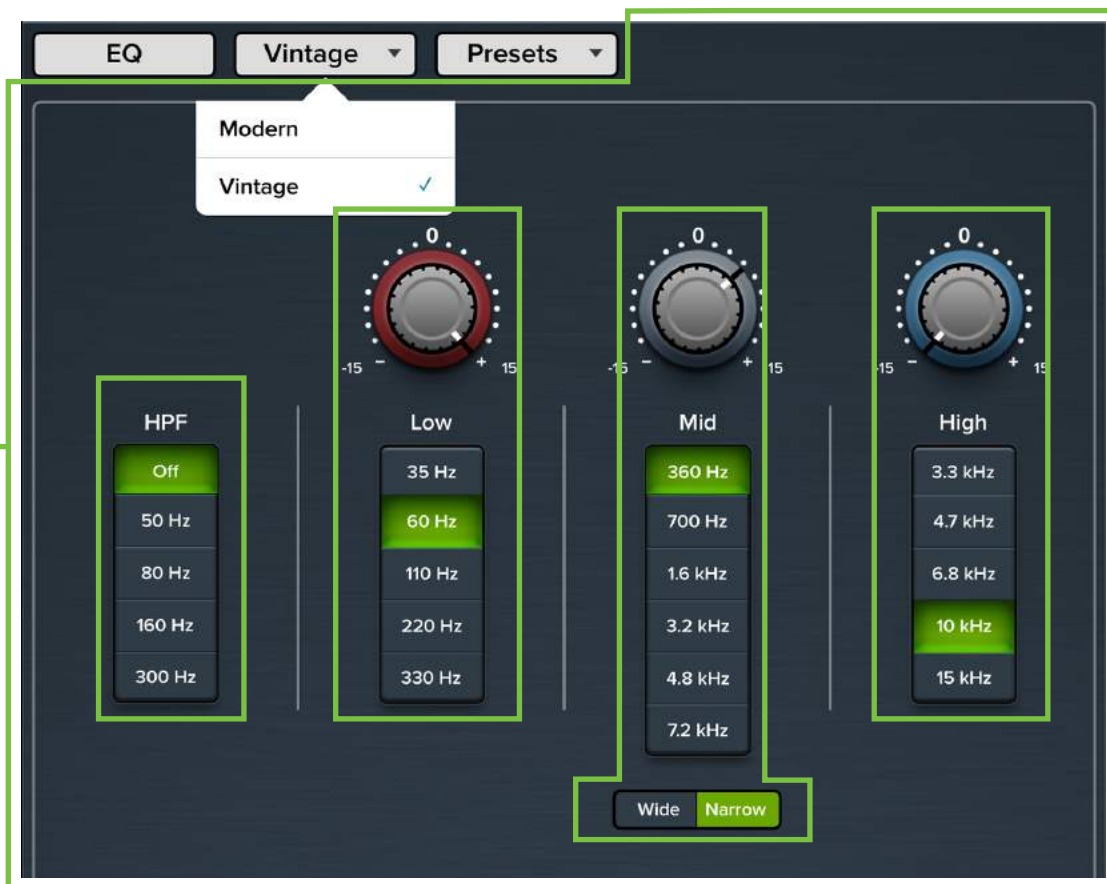 EQ Vintage Presets
Modern
Vintage
0 0 0
-15 – + 15 -15 – + 15 -15 – + 15
HPF Low Mid High
Off 35 Hz 360 Hz 3.3 kHz
50 Hz 60 Hz 700 Hz 4.7 kHz
80 Hz 110 Hz 1.6 kHz 6.8 kHz
160 Hz 220 Hz 3.2 kHz 10 kHz
300 Hz 330 Hz 4.8 kHz 15 kHz
7.2 kHz
Wide Narrow